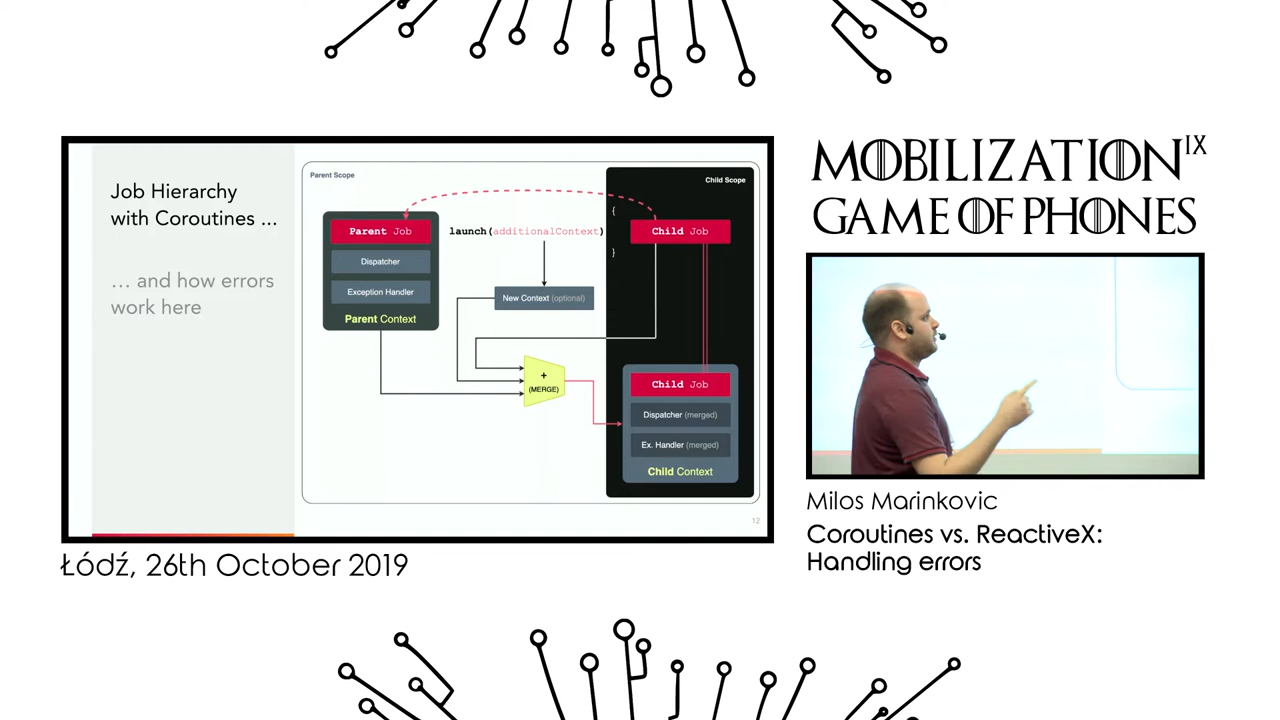 Job Hierarchy
with Coroutines ...
... and how errors
work here
Parent Scope
Child Scope
Parent Job
Dispatcher
Exception Handler
Parent Context
launch(additionalContext)
{
Child Job
}
New Context (optional)
+
(MERGE)
Child Job
Dispatcher (merged)
Ex. Handler (merged)
Child Context
12
Łódź, 26th October 2019
MOBILIZATION IX
GAME OF PHONES
Milos Marinkovic
Coroutines vs. ReactiveX:
Handling errors